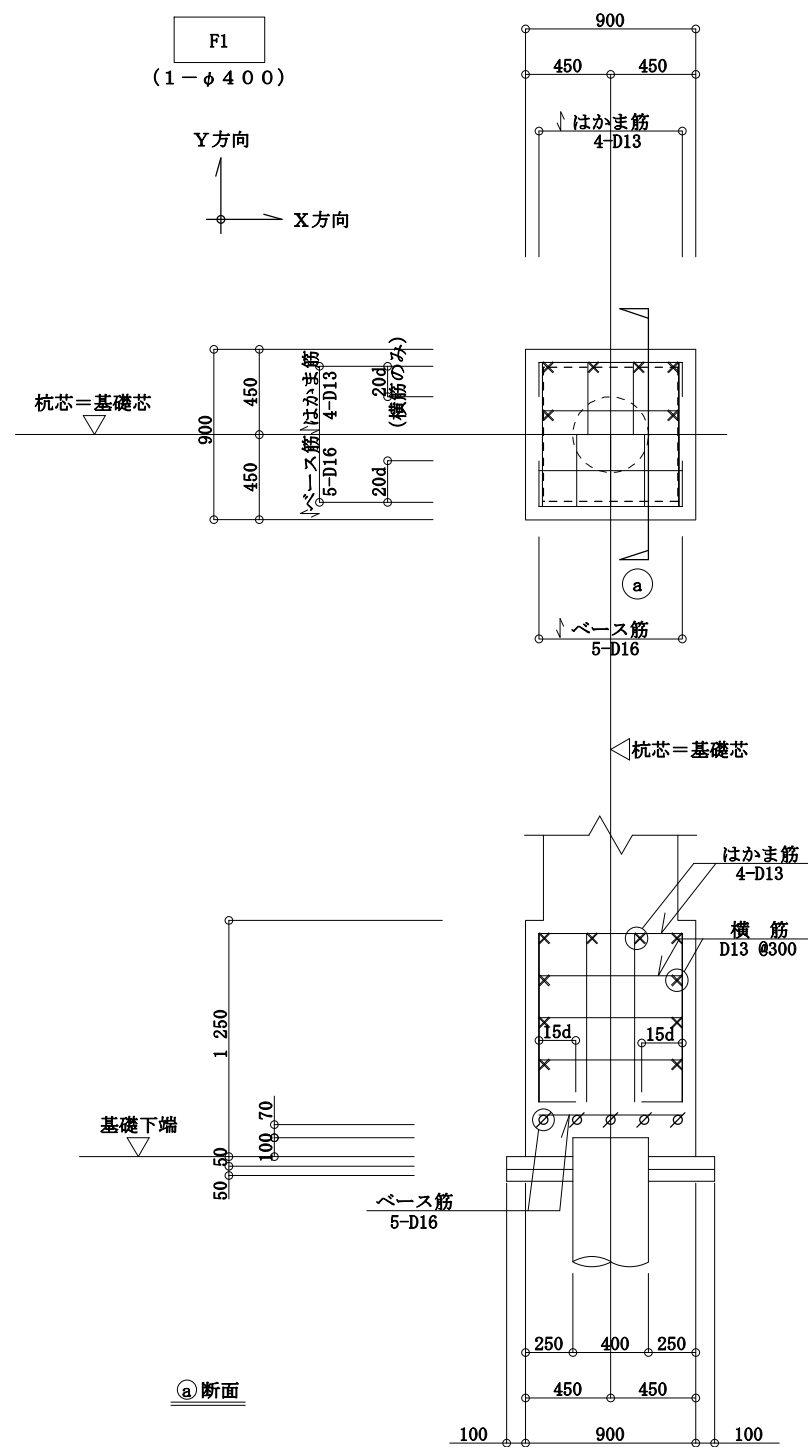 F1
(1－φ400)
Y方向
X方向
900
450
450
はかま筋
4-D13
杭芯＝基礎芯
900
450
450
はかま筋
4-D13
ベース筋
5-D16
20d
(横筋のみ)
20d
a
ベース筋
5-D16
杭芯＝基礎芯
はかま筋
4-D13
横　筋
D13 @300
15d
15d
1 250
70
100
基礎下端
50
50
ベース筋
5-D16
250
400
250
450
450
100
900
100
a 断面